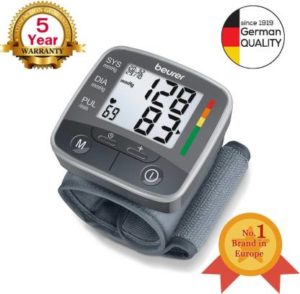 5
Year
WARRANTY
since 1919
German
QUALITY
beurer
SYS
mmHg
128
DIA
mmHg
83
PUL
69
M
+
No.1
Brand in
Europe